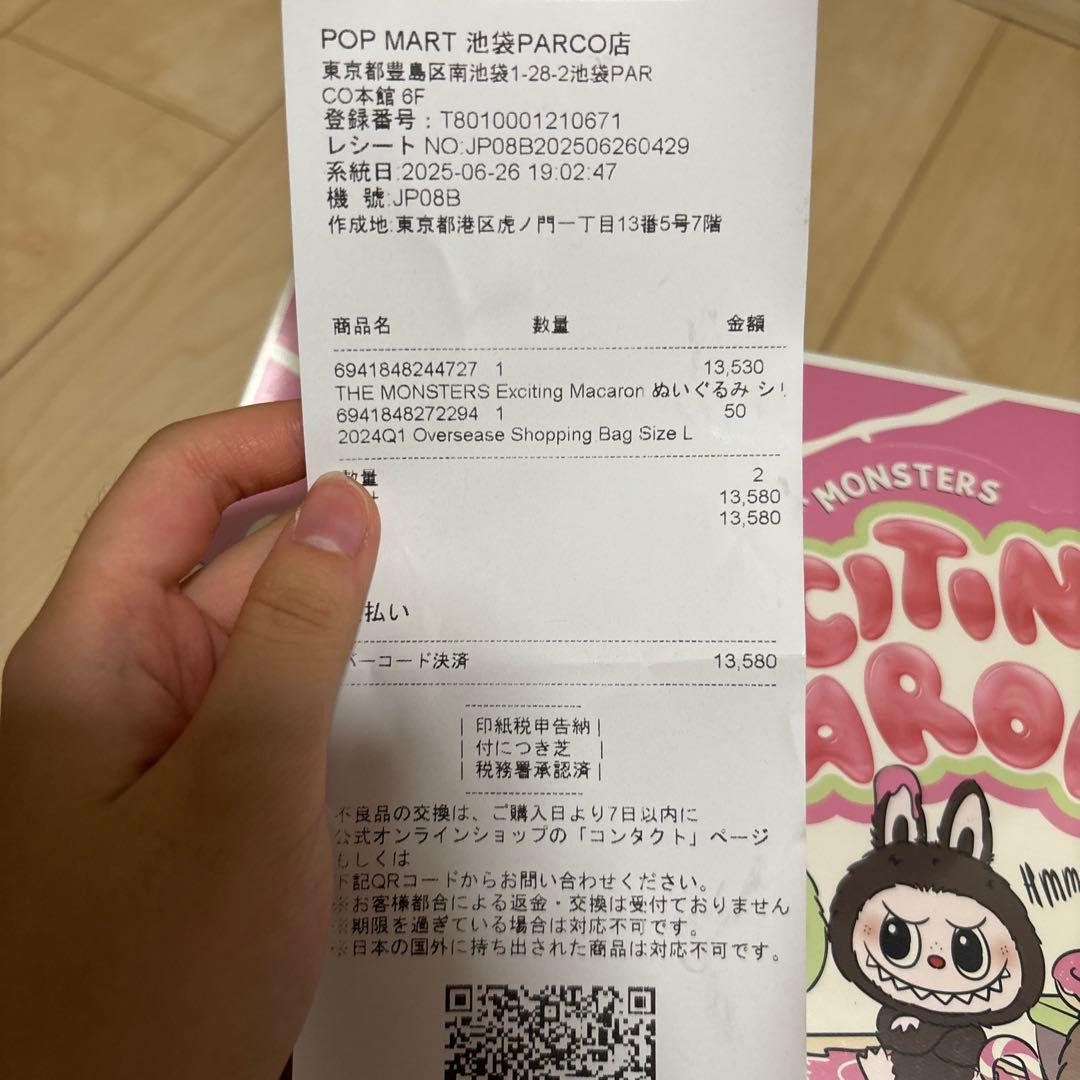 POP MART 池袋PARCO店
東京都豊島区南池袋1-28-2池袋PAR
CO本館 6F
登録番号：T8010001210671
レシート NO:JP08B202506260429
系統日:2025-06-26 19:02:47
機 號:JP08B
作成地:東京都港区虎ノ門一丁目13番5号7階
商品名 数量 金額
6941848244727 1 13,530
THE MONSTERS Exciting Macaron ぬいぐるみ シ
6941848272294 1 50
2024Q1 Oversease Shopping Bag Size L
数量 2
13,580
13,580
払い
バーコード決済 13,580
印紙税申告納
付につき芝
税務署承認済
不良品の交換は、ご購入日より7日以内に
公式オンラインショップの「コンタクト」ページ
もしくは
下記QRコードからお問い合わせください。
※お客様都合による返金・交換は受付ておりません
※期限を過ぎている場合は対応不可です。
※日本の国外に持ち出された商品は対応不可です。
MONSTERS
CITIN
ARO
Hmm